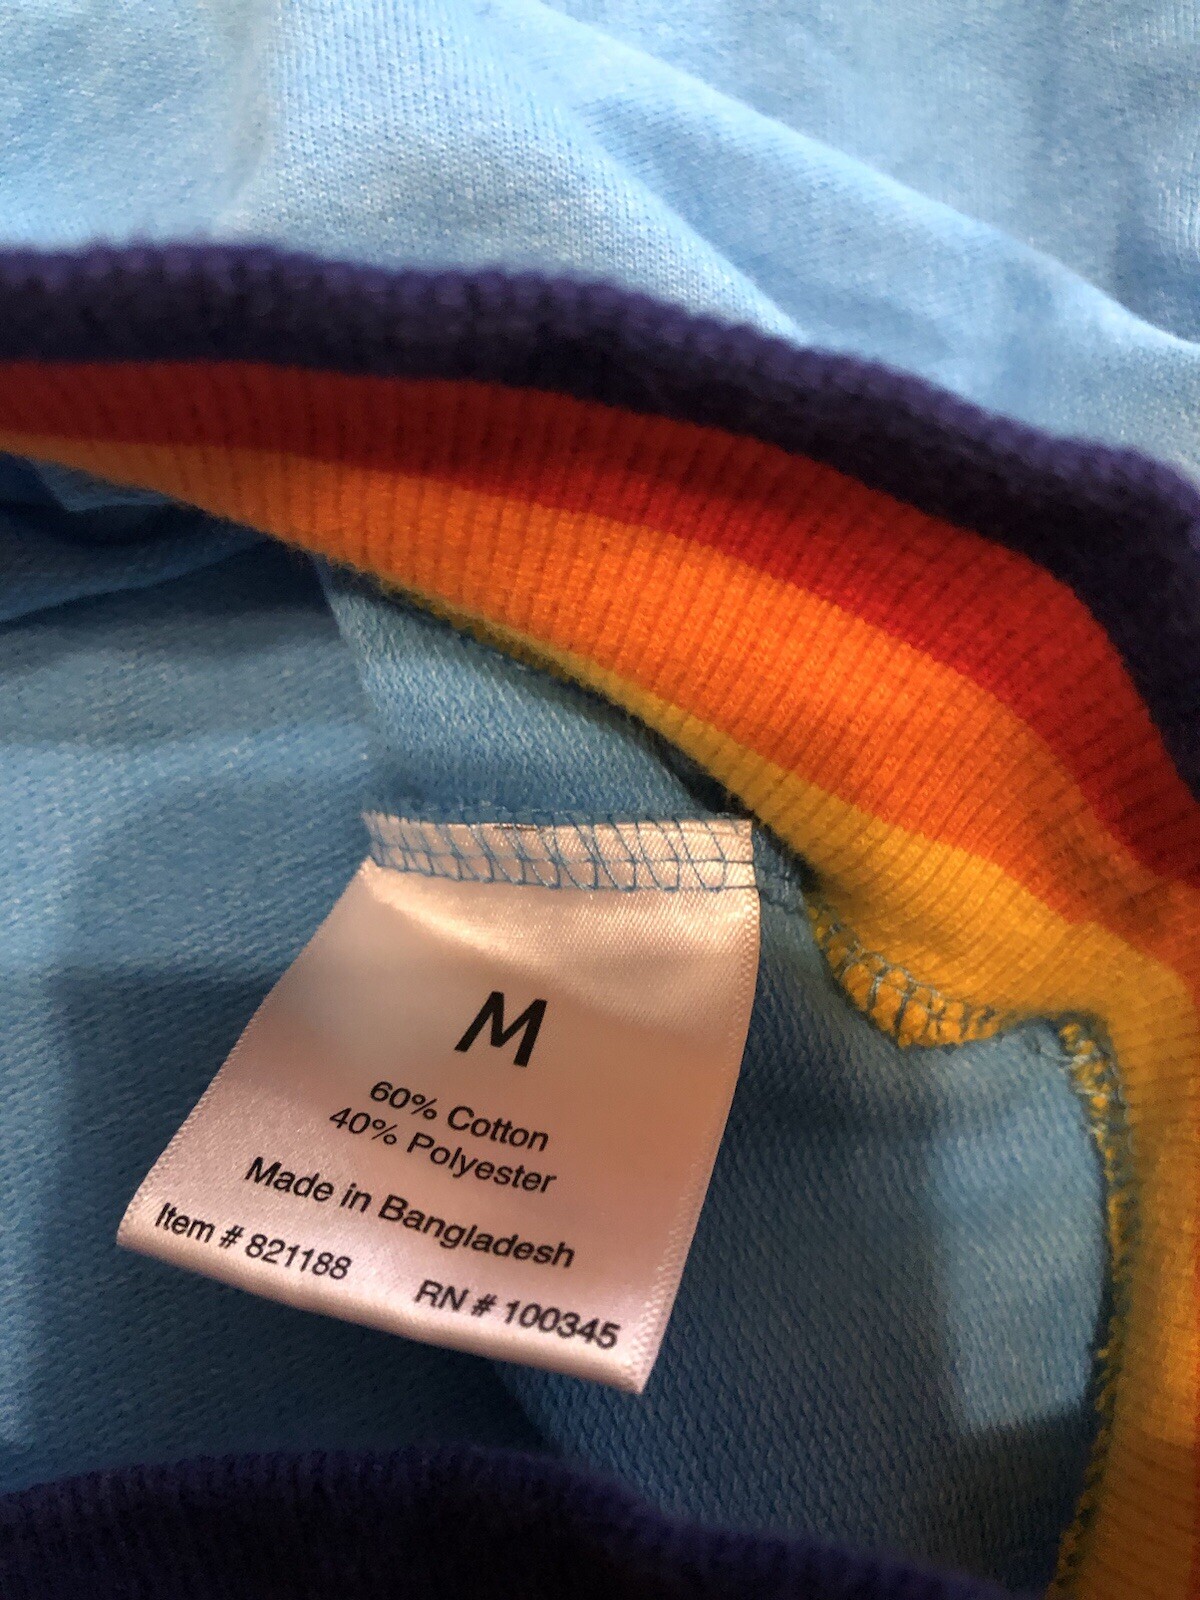 M
60% Cotton
40% Polyester
Made in Bangladesh
Item # 821188 RN # 100345